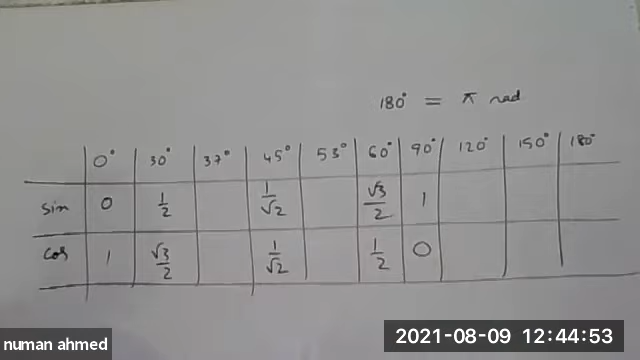 180° = π rad
0° 30° 37° 45° 53° 60° 90° 120° 150° 180°
sin 0 1/2 1/√2 √3/2 1
cos 1 √3/2 1/√2 1/2 0
numan ahmed
2021-08-09 12:44:53